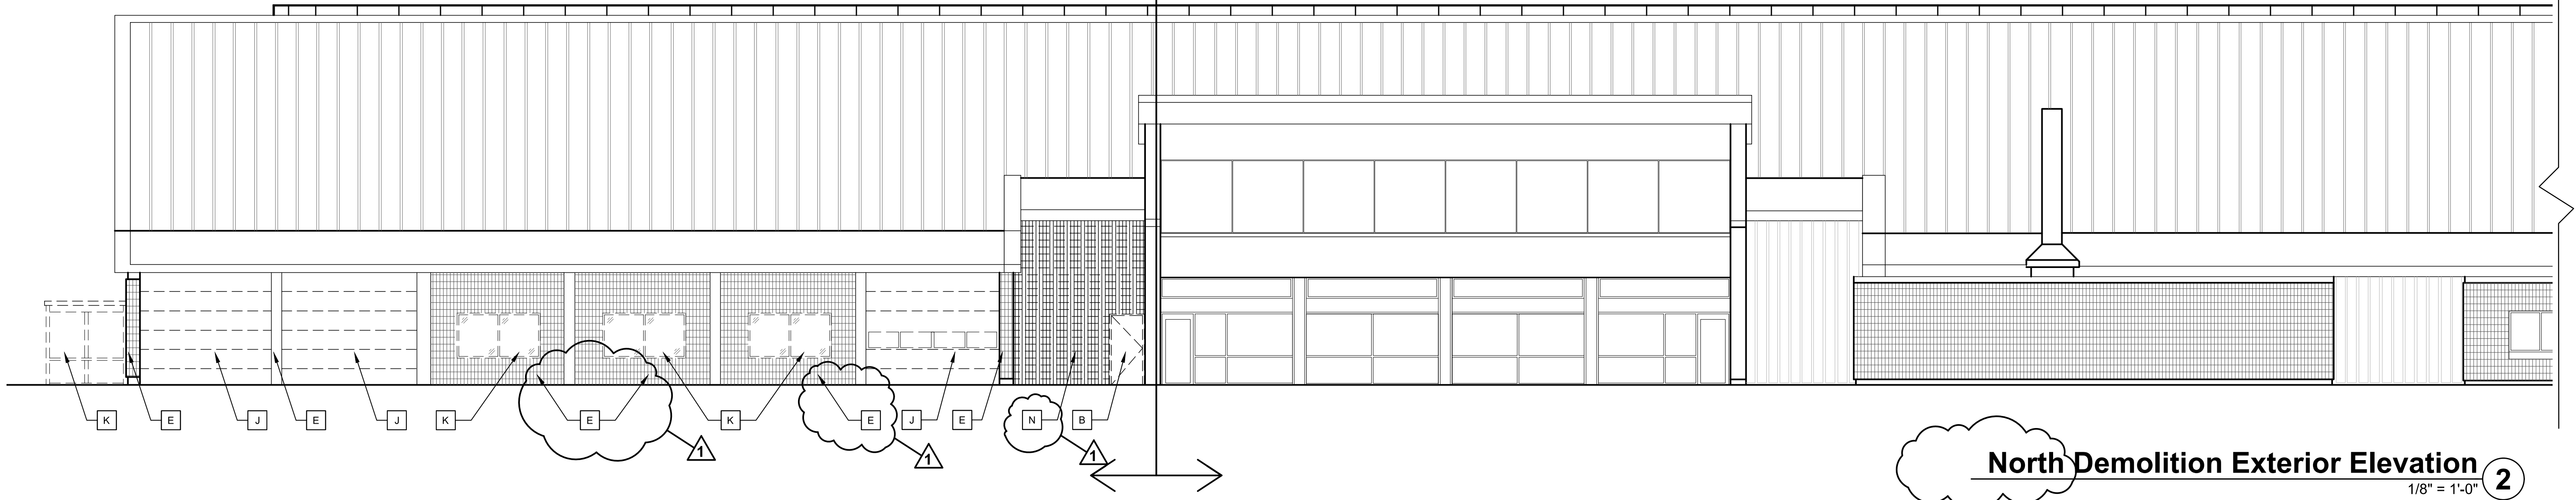 K E J E J K E K E J E N B
1 1 1
North Demolition Exterior Elevation 2
1/8" = 1'-0"